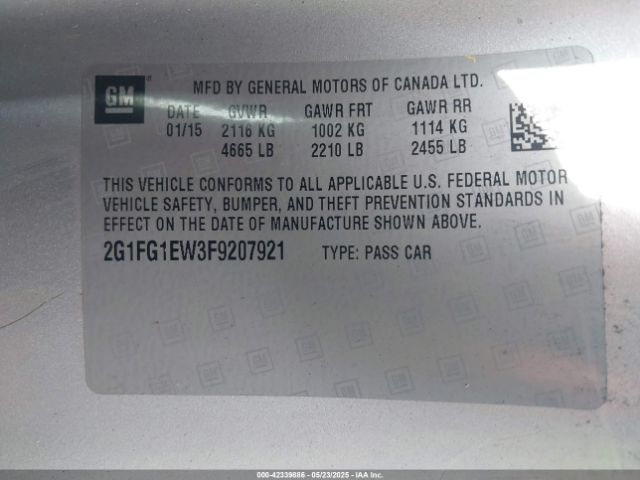 GM
MFD BY GENERAL MOTORS OF CANADA LTD.
DATE GVWR GAWR FRT GAWR RR
01/15 2116 KG 1002 KG 1114 KG
4665 LB 2210 LB 2455 LB
THIS VEHICLE CONFORMS TO ALL APPLICABLE U.S. FEDERAL MOTOR
VEHICLE SAFETY, BUMPER, AND THEFT PREVENTION STANDARDS IN
EFFECT ON THE DATE OF MANUFACTURE SHOWN ABOVE.
2G1FG1EW3F9207921 TYPE: PASS CAR
000-42339886 - 05/23/2025 - IAAI.COM